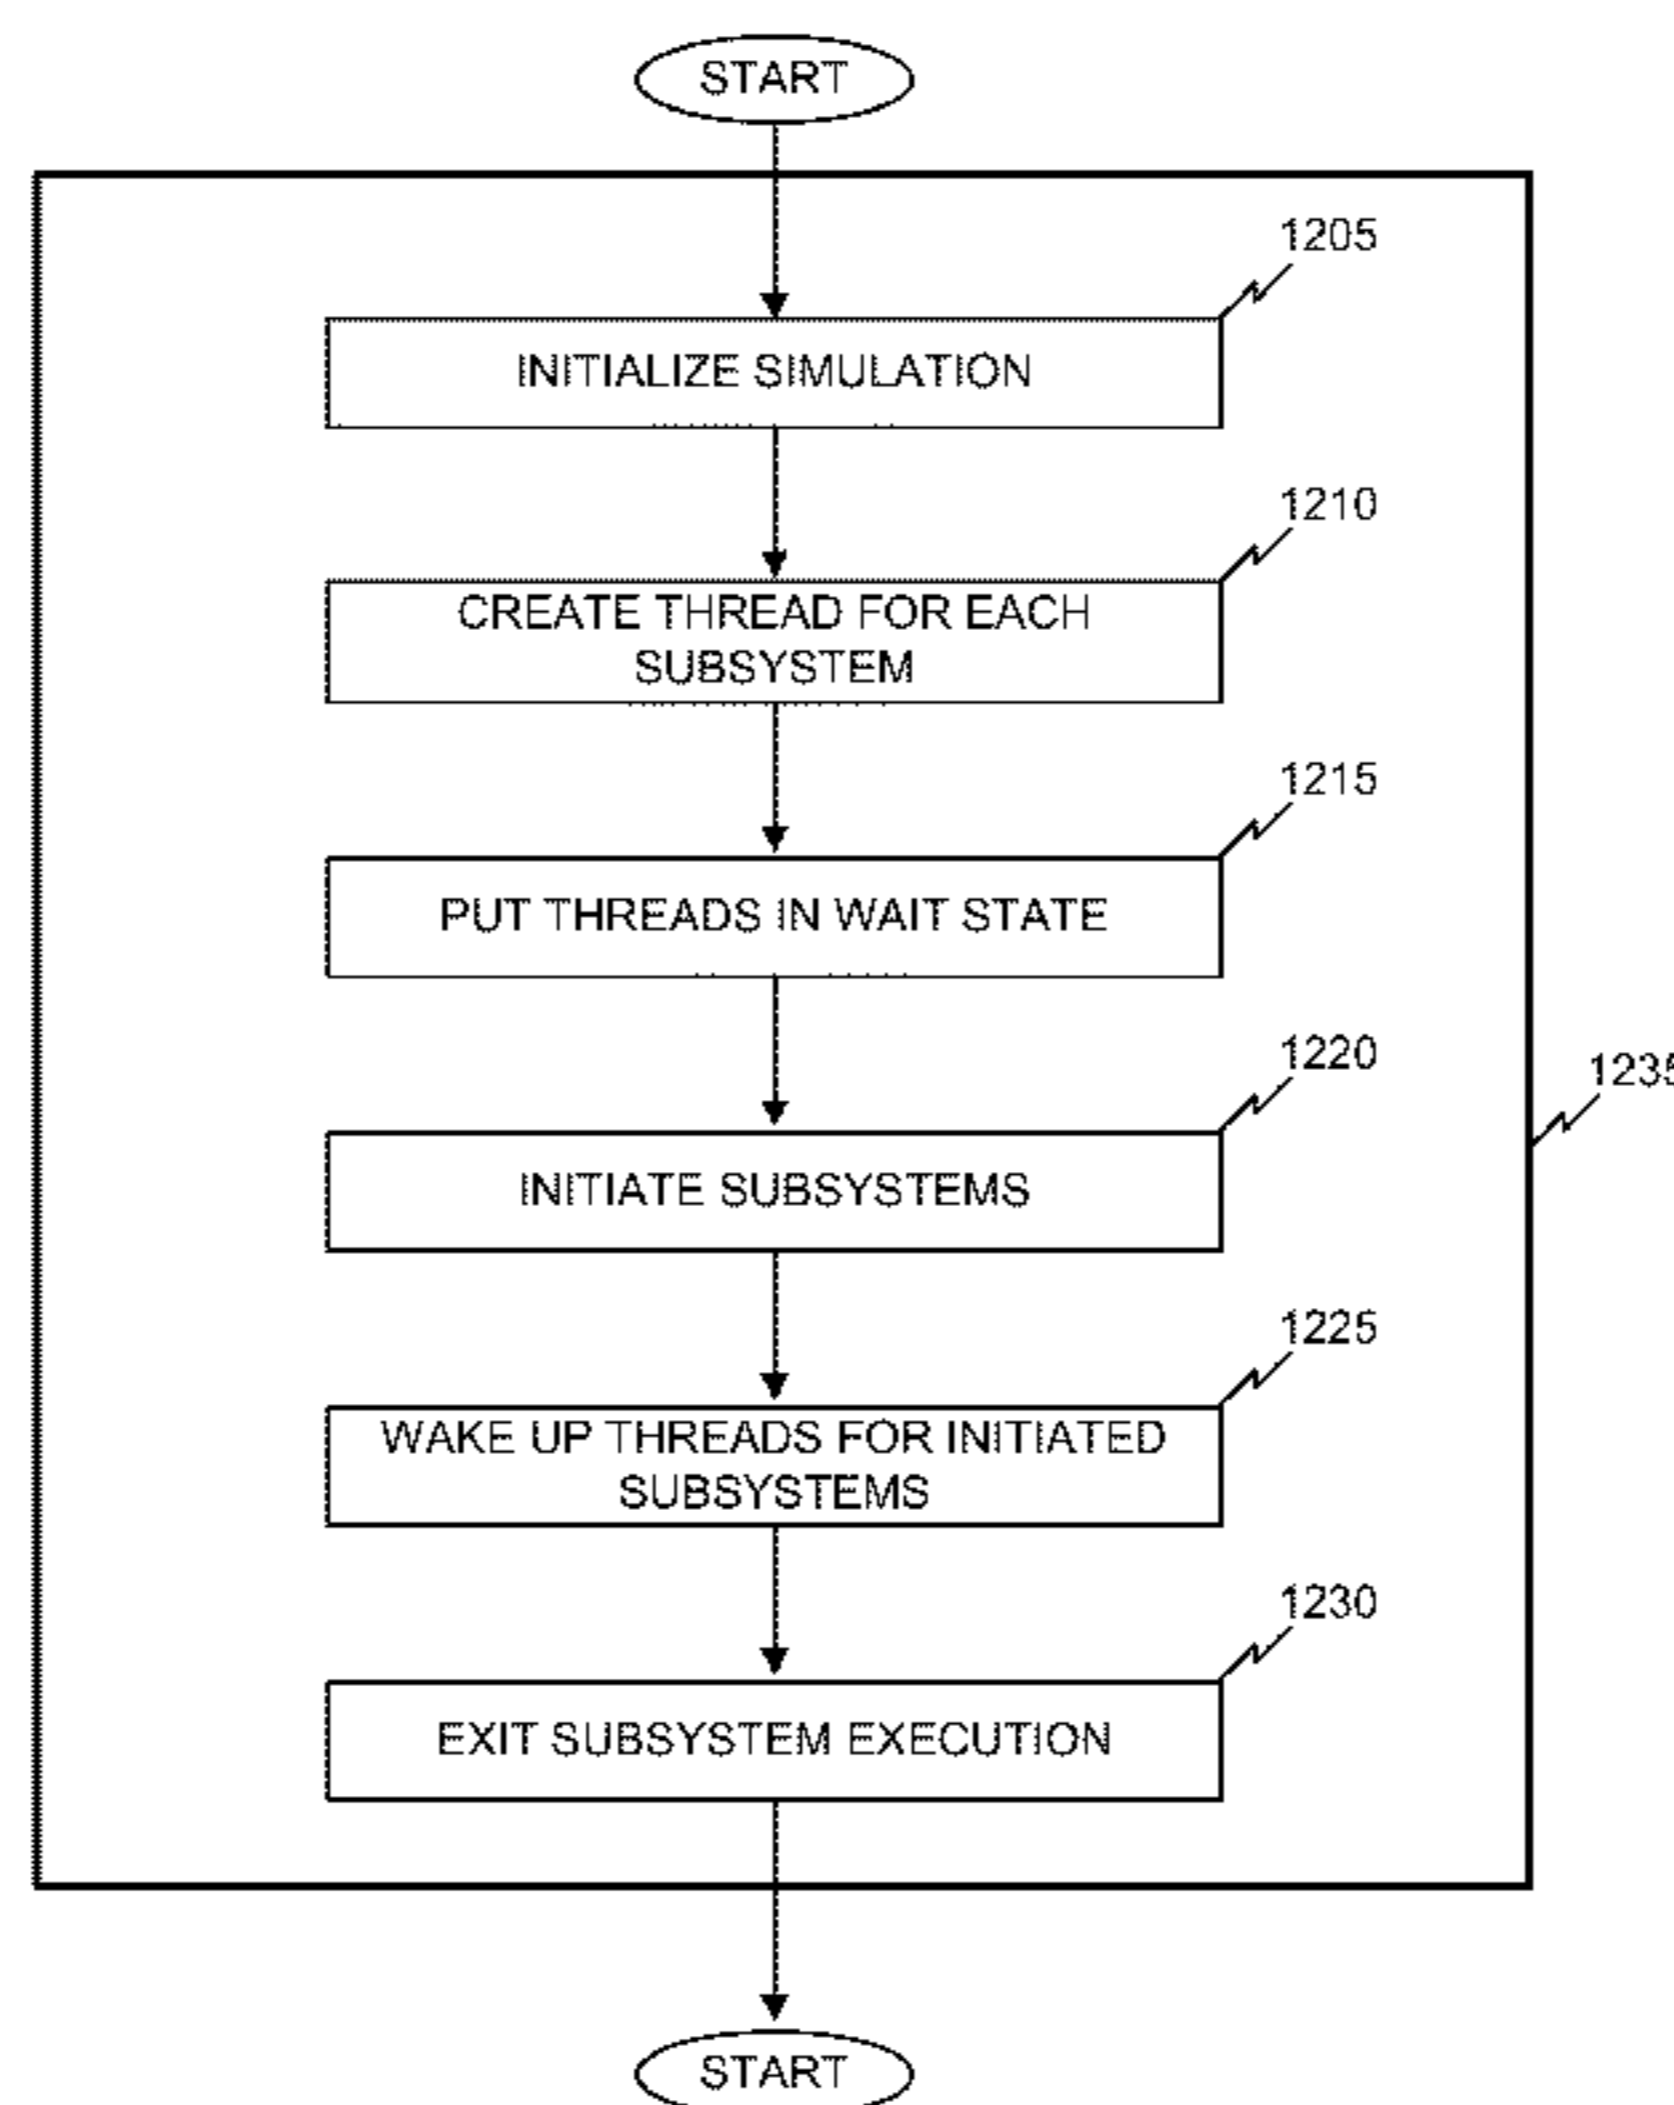 START
1205
INITIALIZE SIMULATION
1210
CREATE THREAD FOR EACH
SUBSYSTEM
1215
PUT THREADS IN WAIT STATE
1220
1235
INITIATE SUBSYSTEMS
1225
WAKE UP THREADS FOR INITIATED
SUBSYSTEMS
1230
EXIT SUBSYSTEM EXECUTION
START